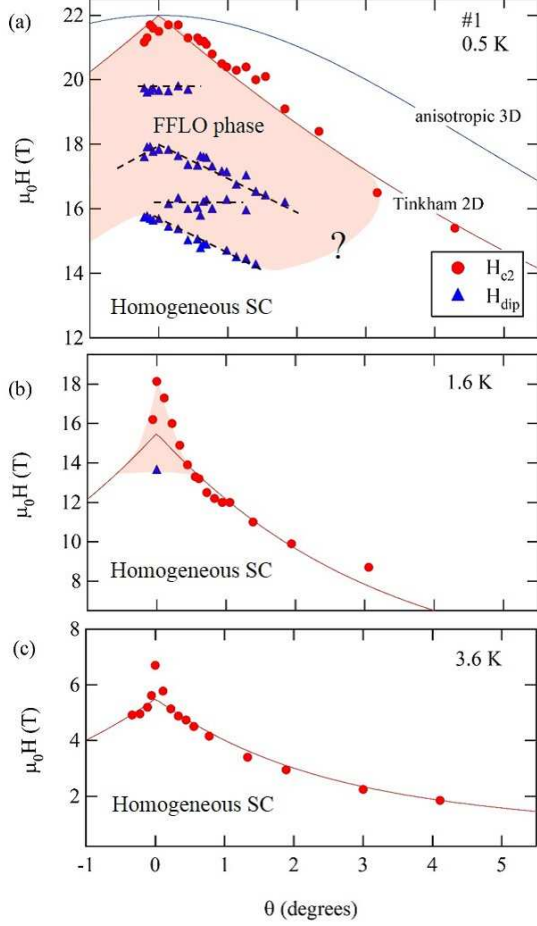 (a)
#1
0.5 K
22
20
18
16
14
12
μ₀H (T)
FFLO phase
anisotropic 3D
Tinkham 2D
?
Homogeneous SC
H_c2
H_dip
(b)
1.6 K
18
16
14
12
10
8
μ₀H (T)
Homogeneous SC
(c)
3.6 K
8
6
4
2
μ₀H (T)
Homogeneous SC
-1 0 1 2 3 4 5
θ (degrees)